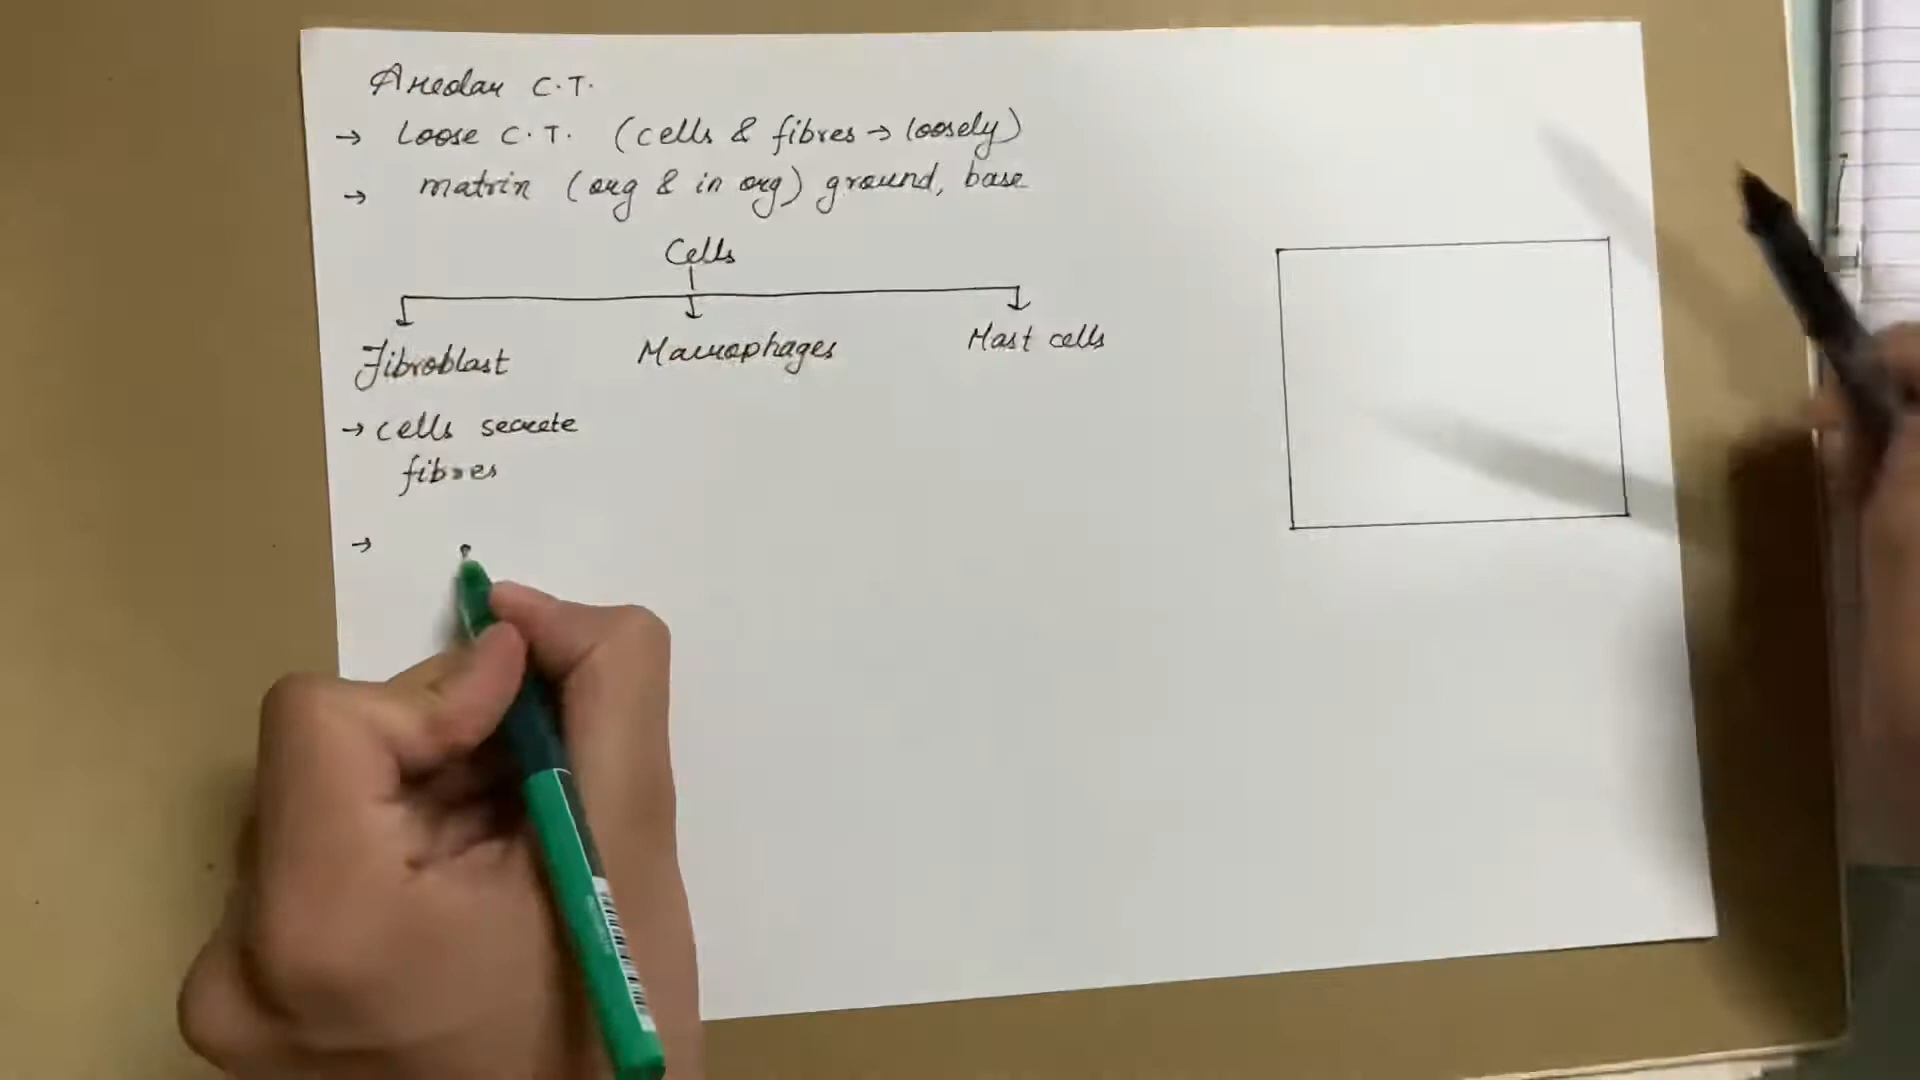 Areolar C.T.
→ Loose C.T. (cells & fibres → loosely)
→ matrix (org & in org) ground, base
Cells
Fibroblast Macrophages Mast cells
→ cells secrete
fibres
→